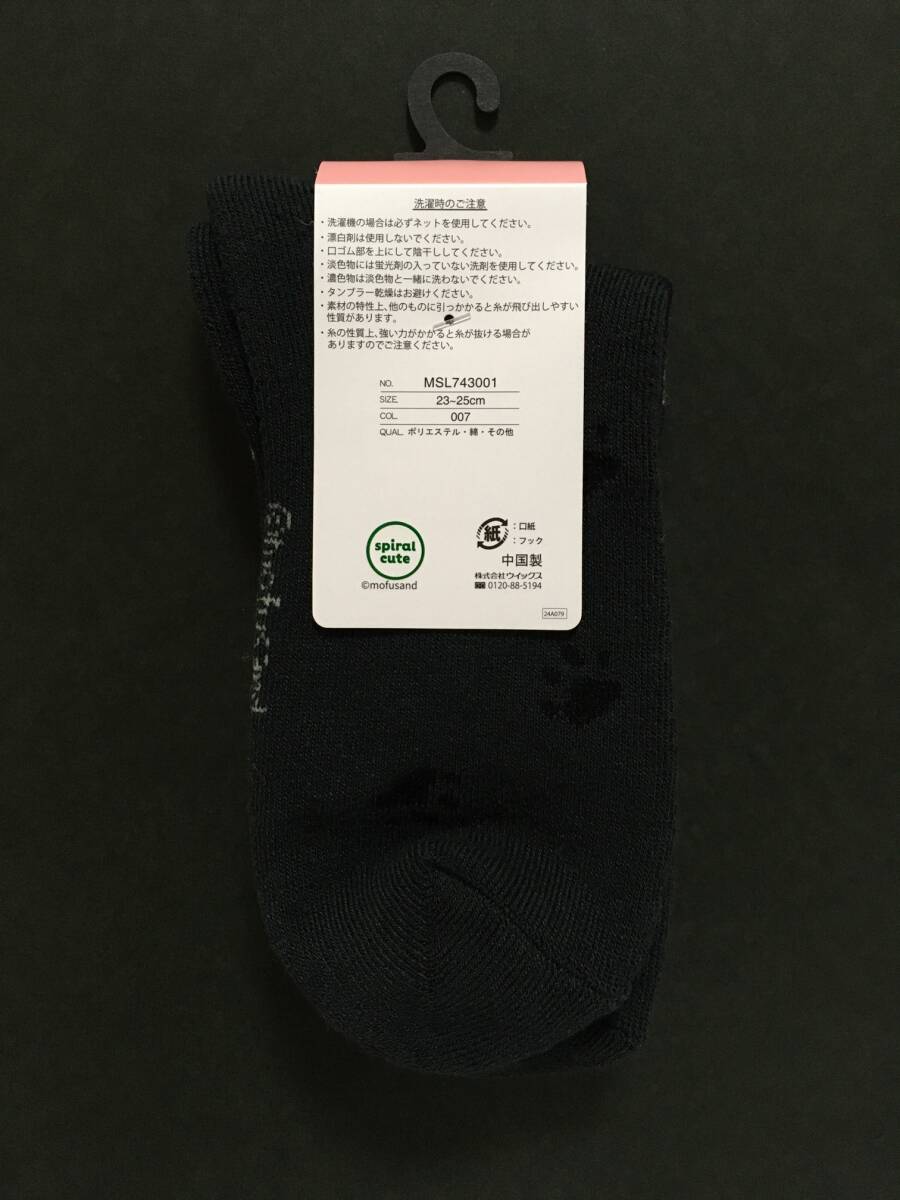 洗濯時のご注意
・洗濯機の場合は必ずネットを使用してください。
・漂白剤は使用しないでください。
・口ゴム部を上にして陰干ししてください。
・淡色物には蛍光剤の入っていない洗剤を使用してください。
・濃色物は淡色物と一緒に洗わないでください。
・タンブラー乾燥はお避けください。
・素材の特性上、他のものに引っかかると糸が飛び出しやすい
性質があります。
・糸の性質上、強い力がかかると糸が抜ける場合が
ありますのでご注意ください。
NO. MSL743001
SIZE. 23~25cm
COL. 007
QUAL. ポリエステル・綿・その他
spiral
cute
©mofusand
紙
：口紙
：フック
中国製
株式会社ウイックス
0120-88-5194
24A079